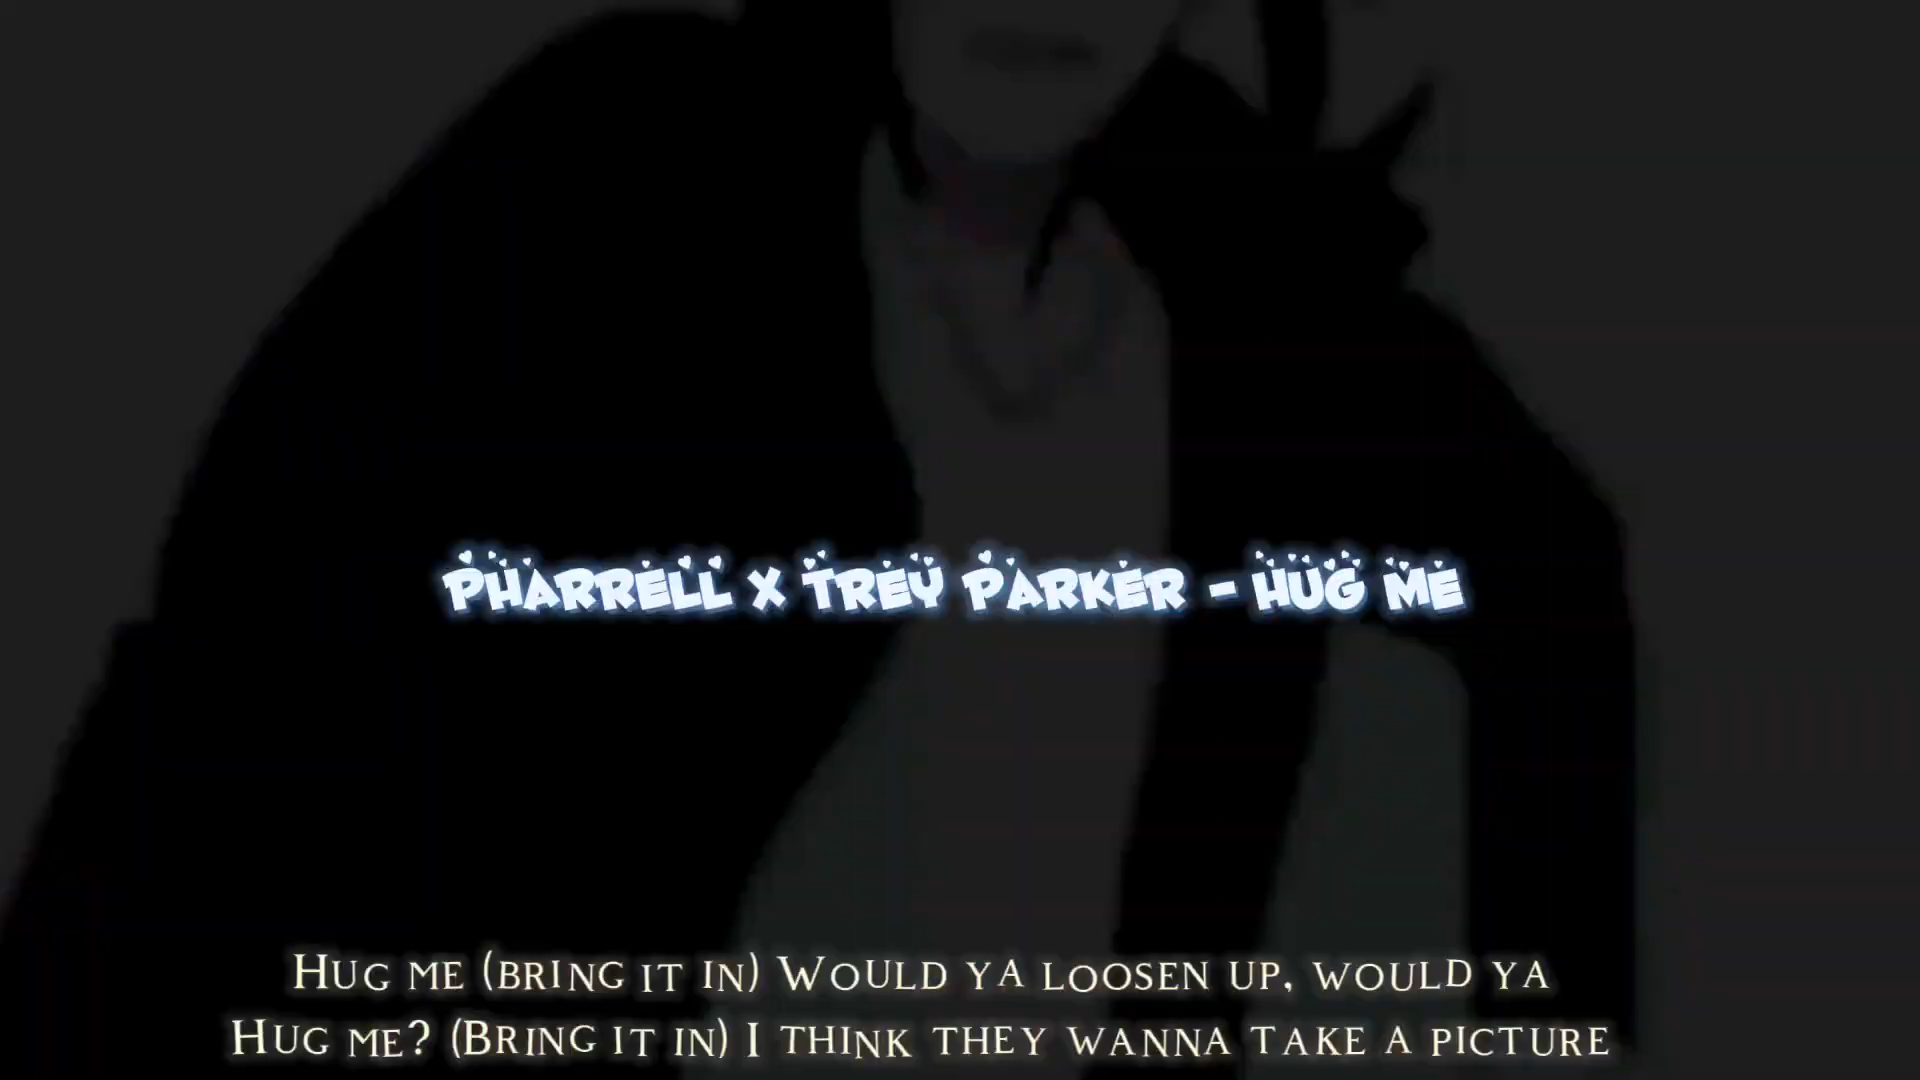 PHARRELL X TREY PARKER - HUG ME
HUG ME (BRING IT IN) WOULD YA LOOSEN UP, WOULD YA
HUG ME? (BRING IT IN) I THINK THEY WANNA TAKE A PICTURE